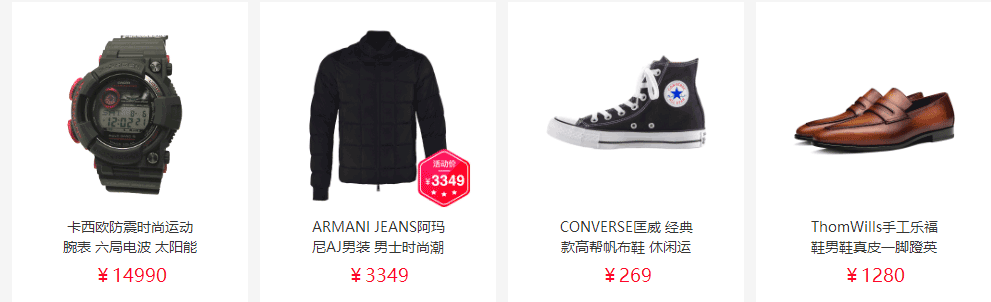 活动价
¥3349
卡西欧防震时尚运动
腕表 六局电波 太阳能
¥14990
ARMANI JEANS阿玛
尼AJ男装 男士时尚潮
¥3349
CONVERSE匡威 经典
款高帮帆布鞋 休闲运
¥269
ThomWills手工乐福
鞋男鞋真皮一脚蹬英
¥1280